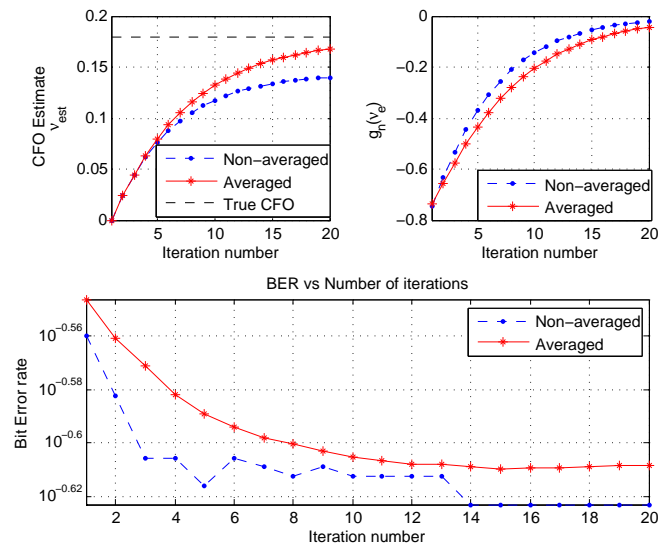 0.2
0.15
0.1
0.05
0
CFO Estimate
ν_est
5 10 15 20
Iteration number
Non−averaged
Averaged
True CFO
0
−0.2
−0.4
−0.6
−0.8
g_n(ν_e)
5 10 15 20
Iteration number
Non−averaged
Averaged
BER vs Number of iterations
10^−0.56
10^−0.58
10^−0.6
10^−0.62
Bit Error rate
2 4 6 8 10 12 14 16 18 20
Iteration number
Non−averaged
Averaged